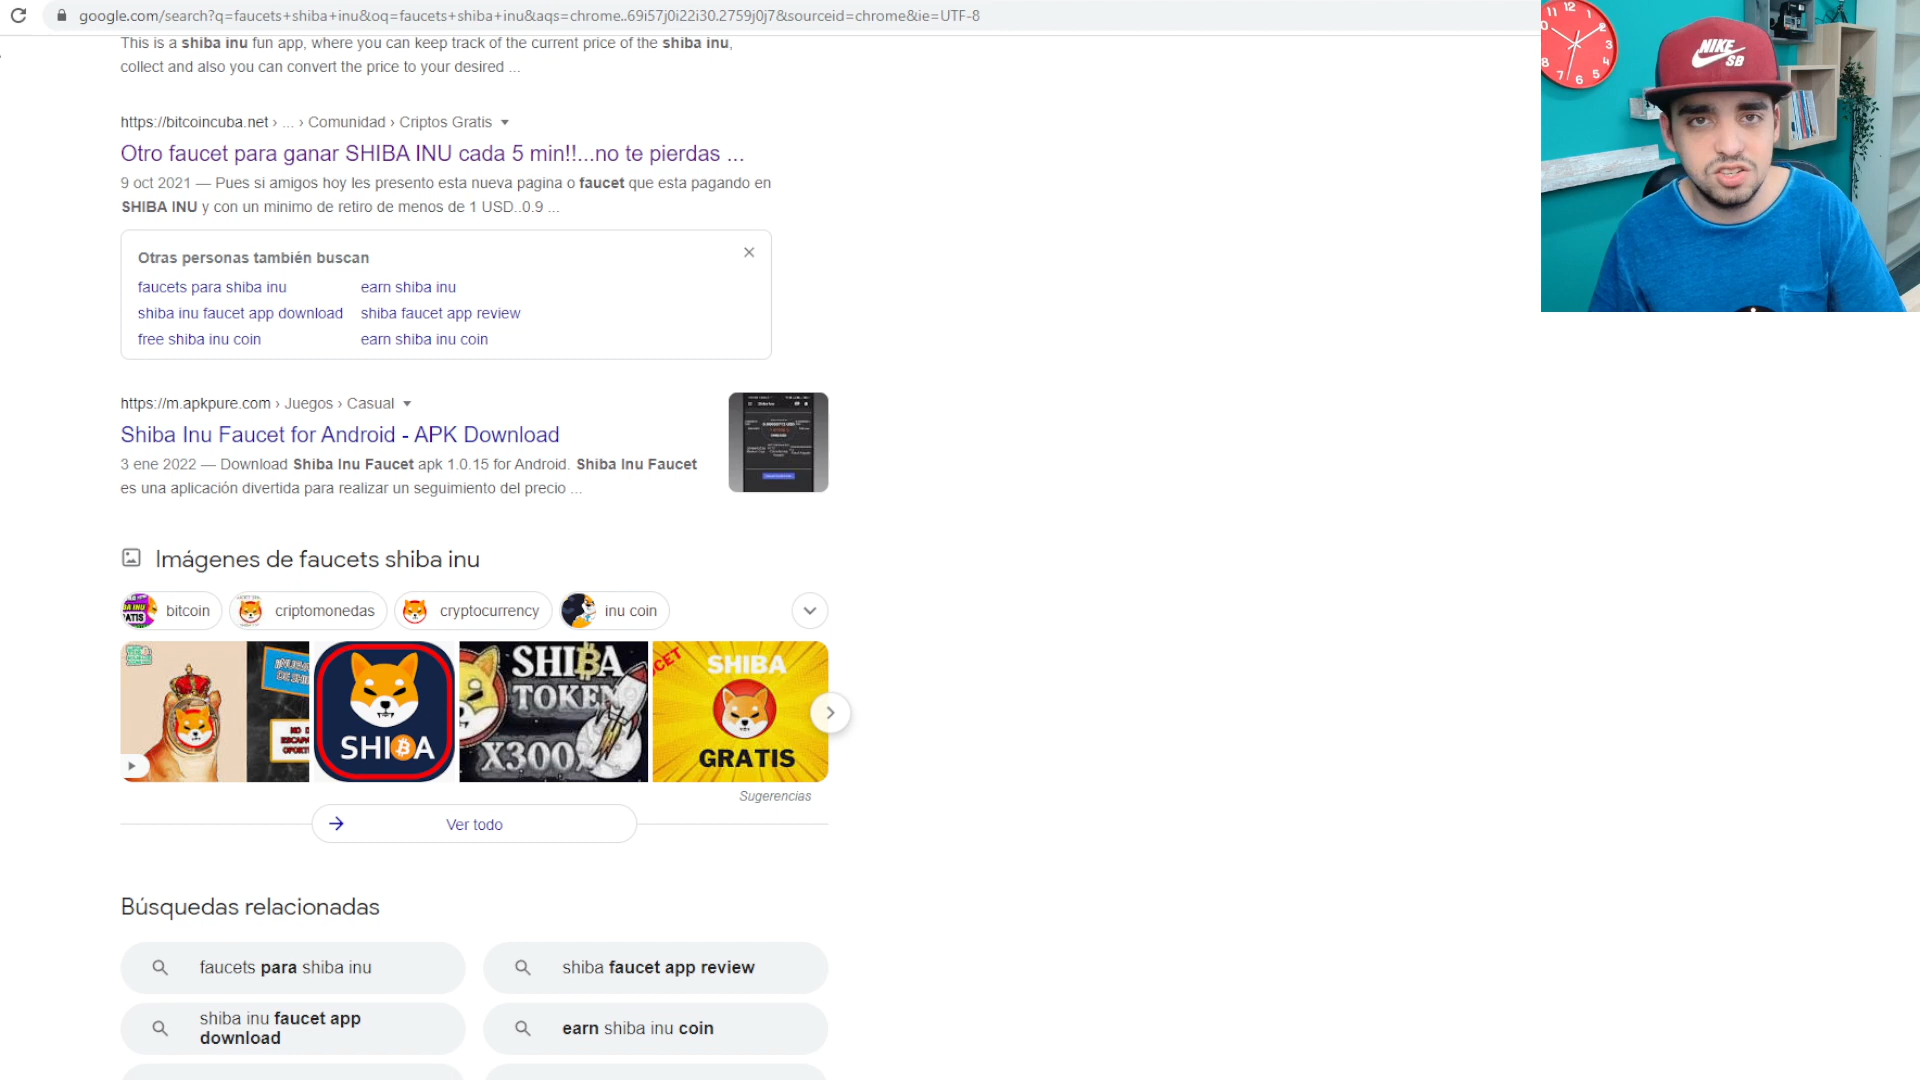 google.com/search?q=faucets+shiba+inu&oq=faucets+shiba+inu&aqs=chrome..69i57j0i22i30.2759j0j7&sourceid=chrome&ie=UTF-8
This is a shiba inu fun app, where you can keep track of the current price of the shiba inu,
collect and also you can convert the price to your desired ...
https://bitcoincuba.net › ... › Comunidad › Criptos Gratis
Otro faucet para ganar SHIBA INU cada 5 min!!...no te pierdas ...
9 oct 2021 — Pues si amigos hoy les presento esta nueva pagina o faucet que esta pagando en
SHIBA INU y con un minimo de retiro de menos de 1 USD..0.9 ...
Otras personas también buscan
faucets para shiba inu
earn shiba inu
shiba inu faucet app download
shiba faucet app review
free shiba inu coin
earn shiba inu coin
https://m.apkpure.com › Juegos › Casual
Shiba Inu Faucet for Android - APK Download
3 ene 2022 — Download Shiba Inu Faucet apk 1.0.15 for Android. Shiba Inu Faucet
es una aplicación divertida para realizar un seguimiento del precio ...
Imágenes de faucets shiba inu
bitcoin
criptomonedas
cryptocurrency
inu coin
SHIBA
SHIBA
TOKEN
X300
SHIBA
GRATIS
Sugerencias
Ver todo
Búsquedas relacionadas
faucets para shiba inu
shiba faucet app review
shiba inu faucet app
download
earn shiba inu coin
NIKE
SB
11 12 1
2
3
4
5
6
7
8